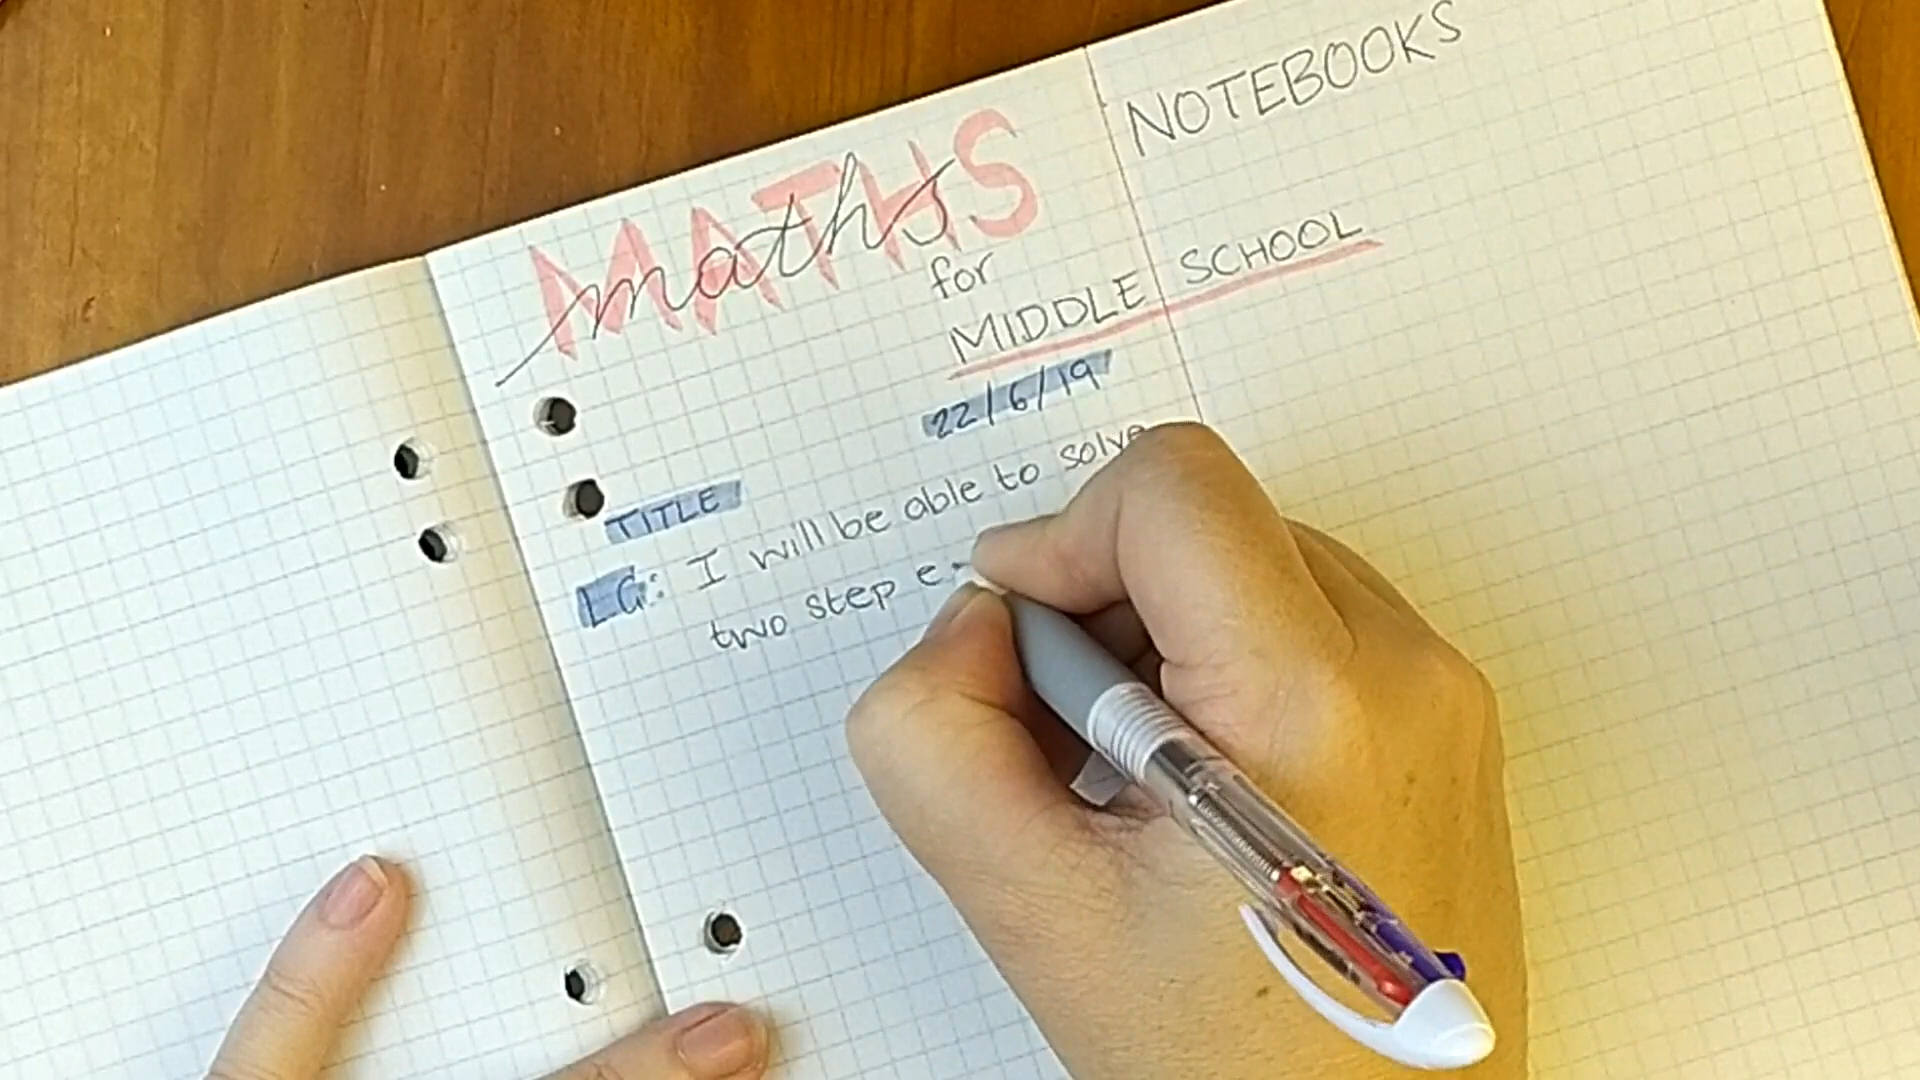 NOTEBOOKS
MATHS
maths
for
MIDDLE SCHOOL
22/6/19
TITLE
LG: I will be able to solve
two step